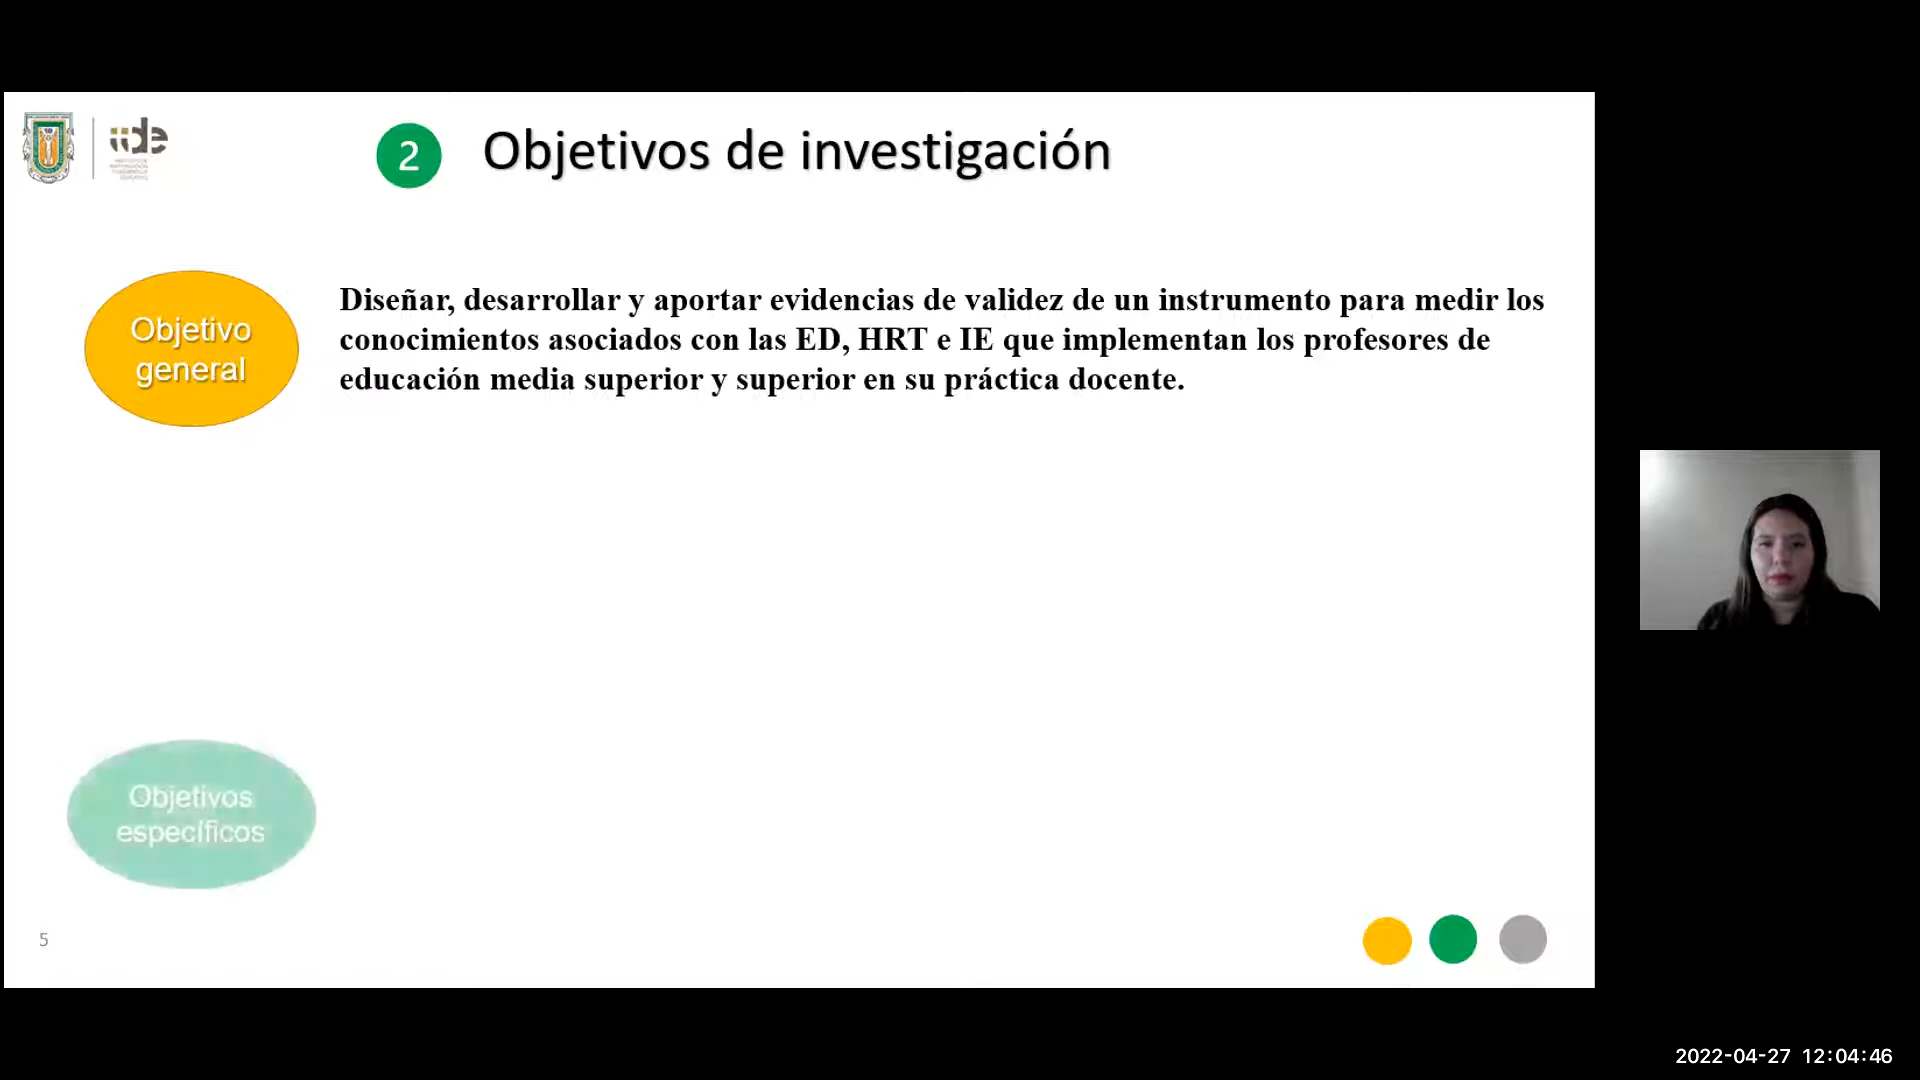 iide
2
Objetivos de investigación
Objetivo
general
Diseñar, desarrollar y aportar evidencias de validez de un instrumento para medir los
conocimientos asociados con las ED, HRT e IE que implementan los profesores de
educación media superior y superior en su práctica docente.
Objetivos
específicos
5
2022-04-27 12:04:46